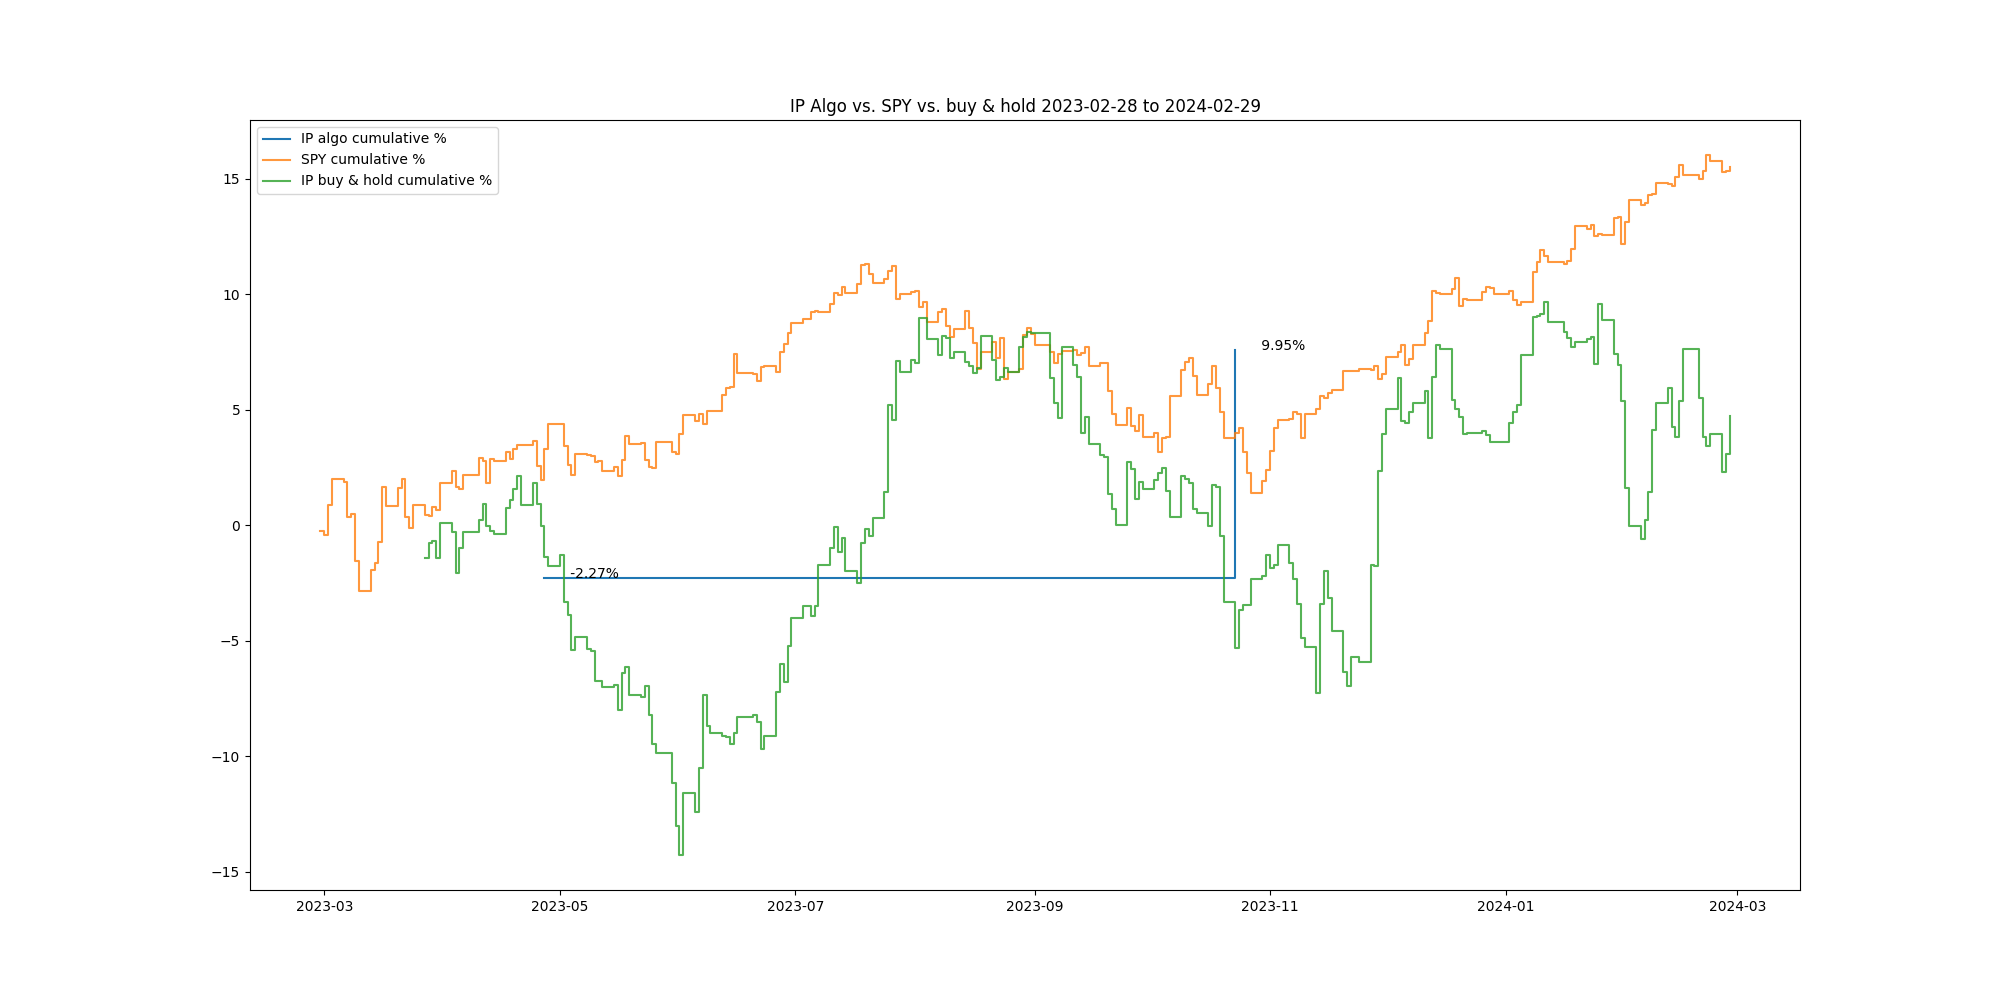 IP Algo vs. SPY vs. buy & hold 2023-02-28 to 2024-02-29
IP algo cumulative %
SPY cumulative %
IP buy & hold cumulative %
15
10
5
0
−5
−10
−15
9.95%
-2.27%
2023-03 2023-05 2023-07 2023-09 2023-11 2024-01 2024-03